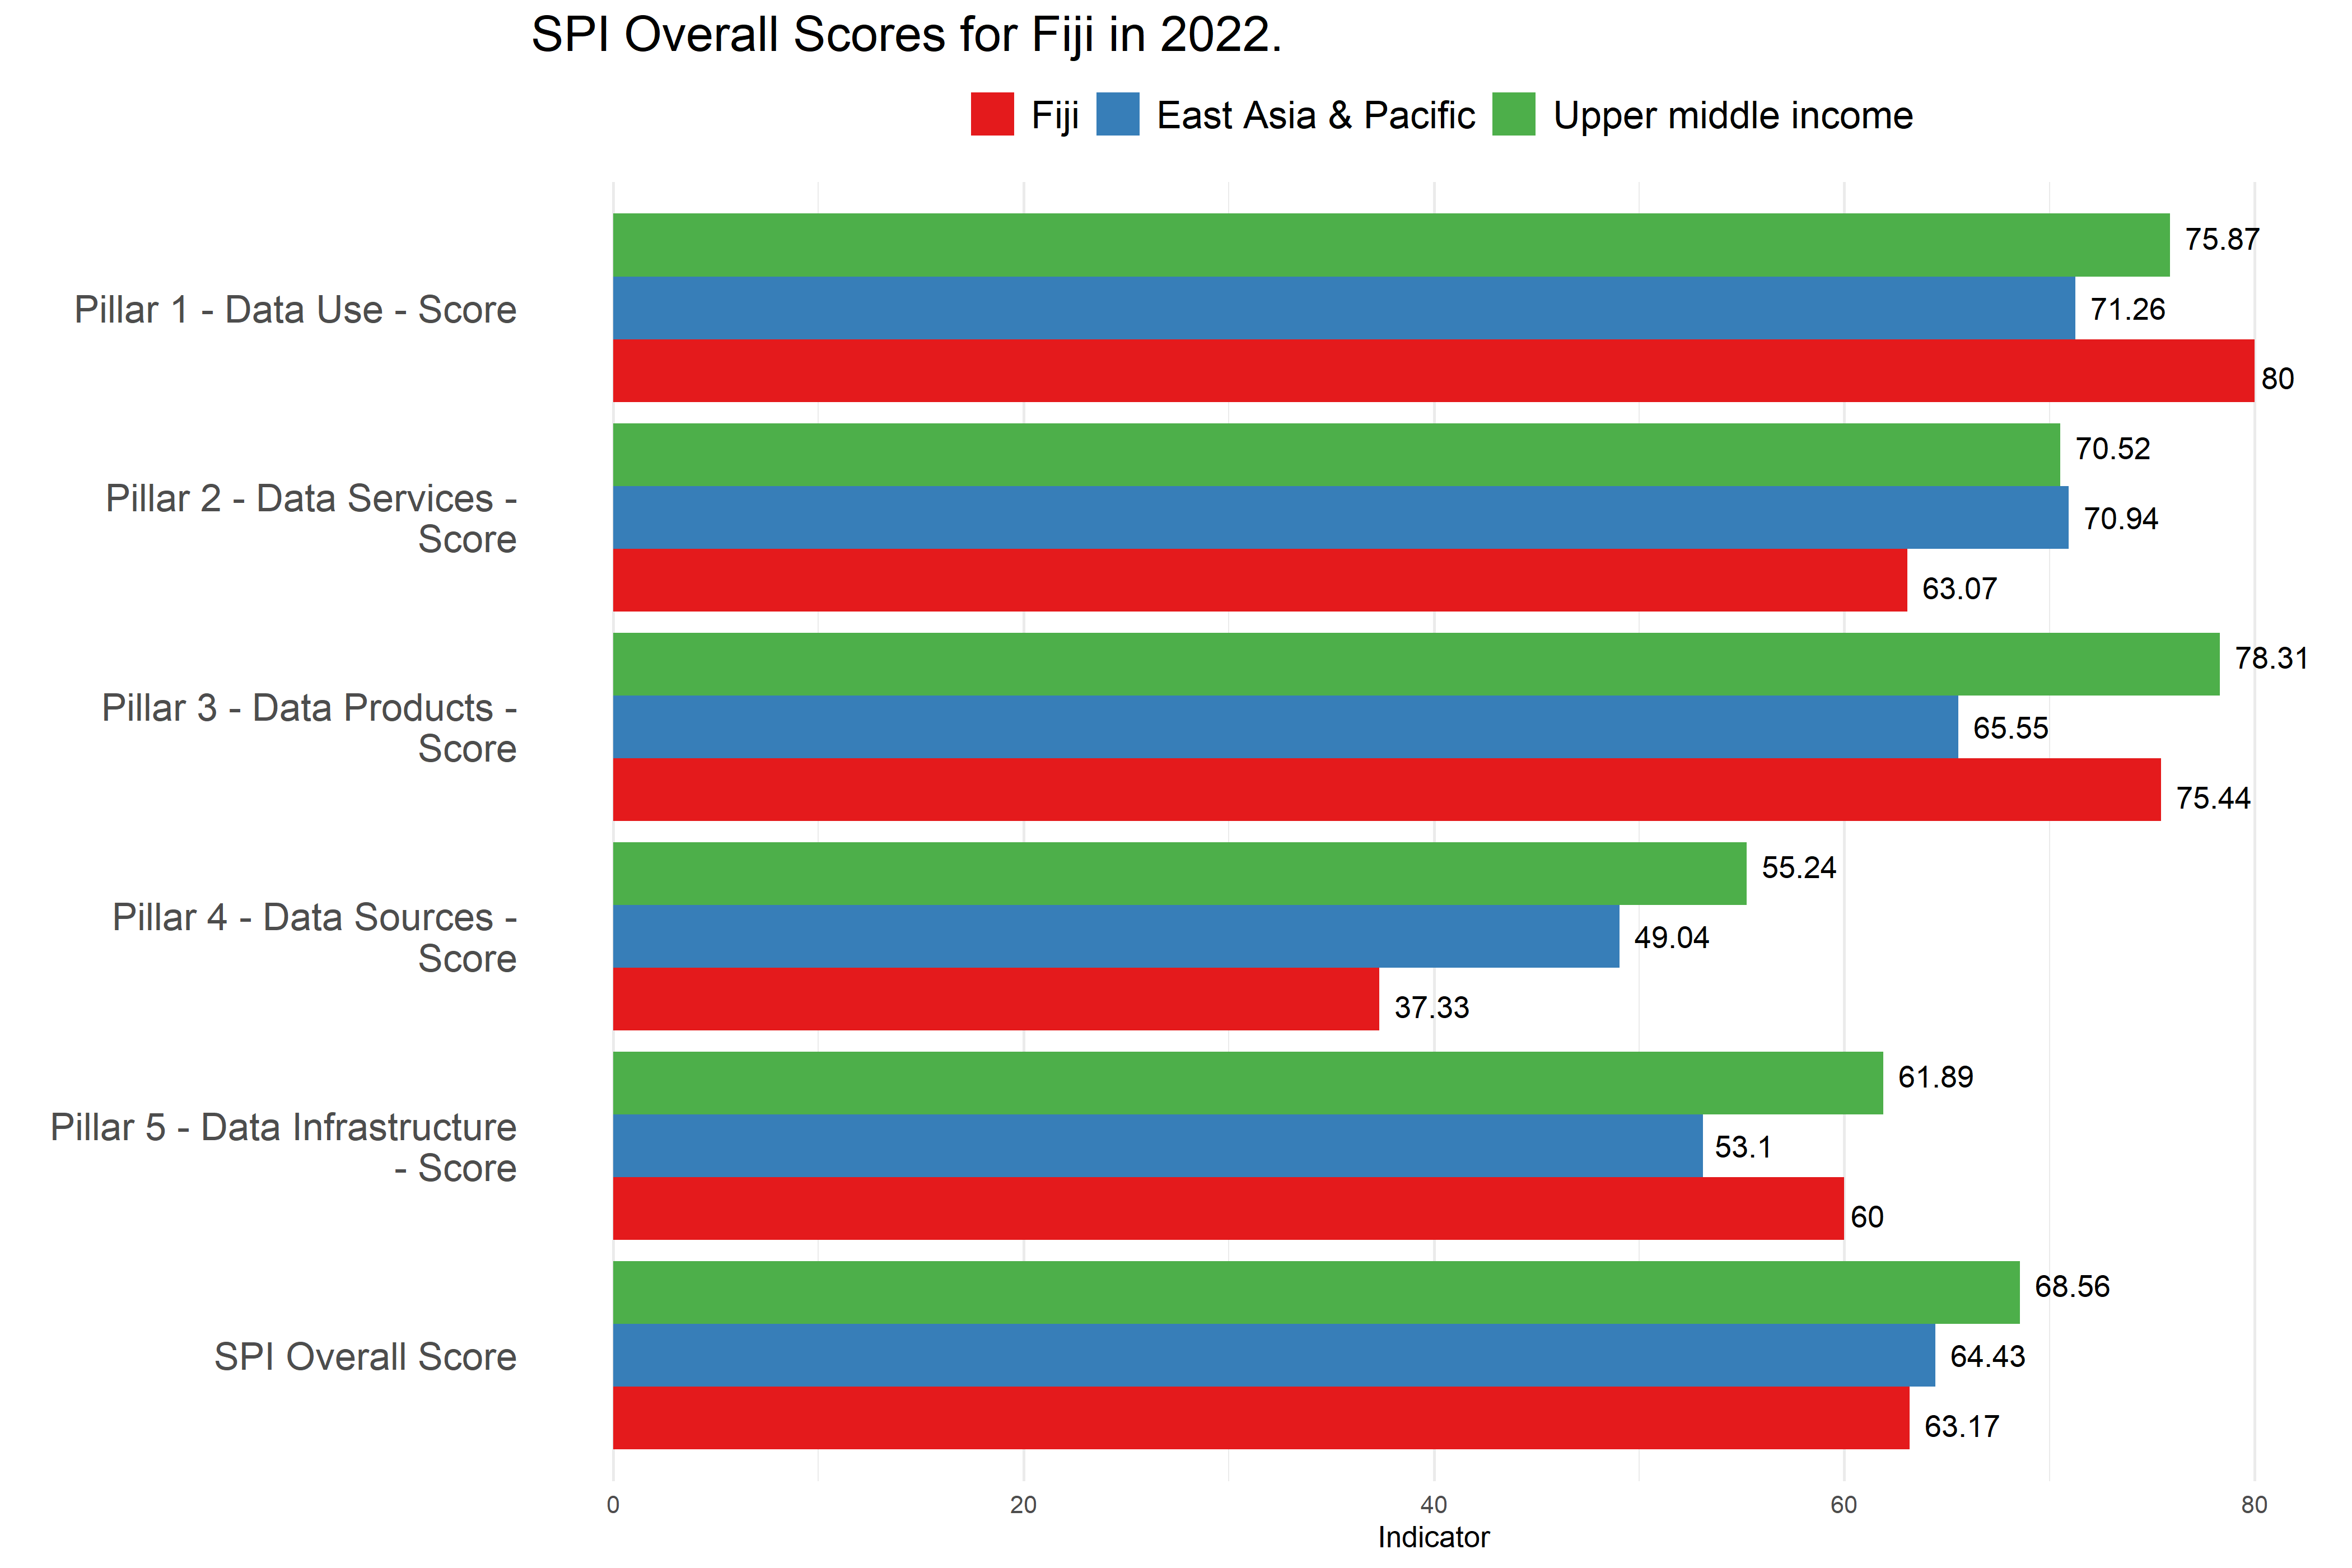 SPI Overall Scores for Fiji in 2022.
Fiji East Asia & Pacific Upper middle income
Pillar 1 - Data Use - Score
75.87
71.26
80
Pillar 2 - Data Services -
Score
70.52
70.94
63.07
Pillar 3 - Data Products -
Score
78.31
65.55
75.44
Pillar 4 - Data Sources -
Score
55.24
49.04
37.33
Pillar 5 - Data Infrastructure
- Score
61.89
53.1
60
SPI Overall Score
68.56
64.43
63.17
0 20 40 60 80
Indicator